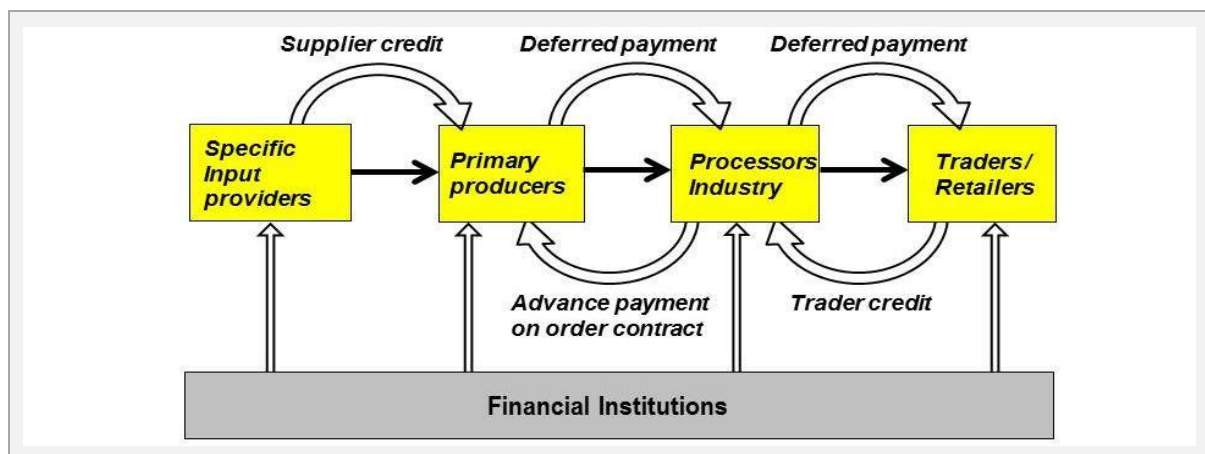 Supplier credit
Deferred payment
Deferred payment
Specific
Input
providers
Primary
producers
Processors
Industry
Traders/
Retailers
Advance payment
on order contract
Trader credit
Financial Institutions